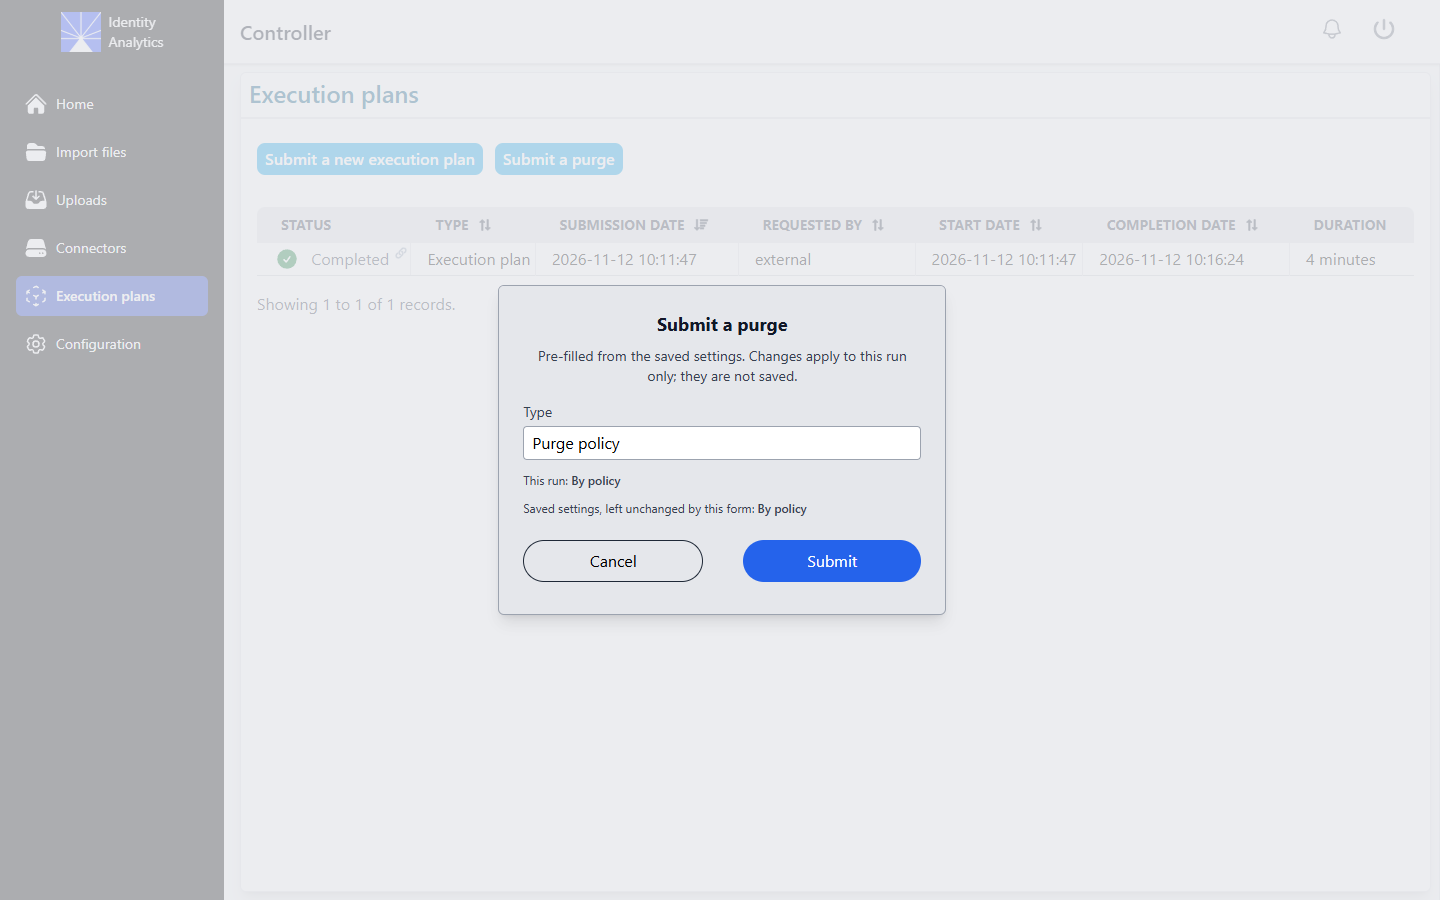 Identity
Analytics
Controller
Home
Import files
Uploads
Connectors
Execution plans
Configuration
Execution plans
Submit a new execution plan
Submit a purge
STATUS TYPE SUBMISSION DATE REQUESTED BY START DATE COMPLETION DATE DURATION
Completed Execution plan 2026-11-12 10:11:47 external 2026-11-12 10:11:47 2026-11-12 10:16:24 4 minutes
Showing 1 to 1 of 1 records.
Submit a purge
Pre-filled from the saved settings. Changes apply to this run
only; they are not saved.
Type
Purge policy
This run: By policy
Saved settings, left unchanged by this form: By policy
Cancel
Submit